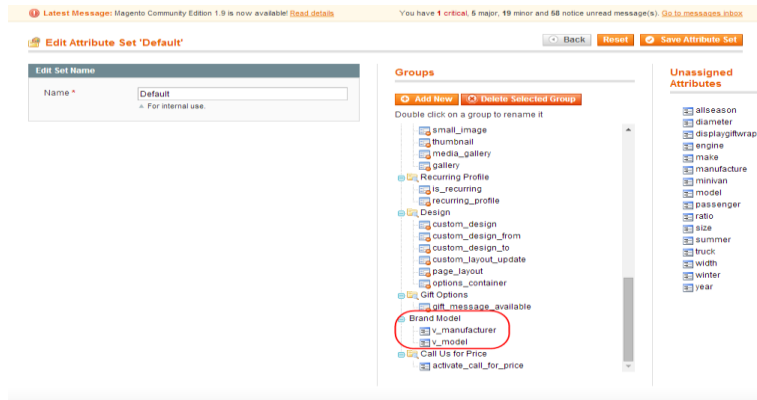 Latest Message: Magento Community Edition 1.9 is now available! Read details
You have 1 critical, 5 major, 19 minor and 58 notice unread message(s). Go to messages inbox
Edit Attribute Set 'Default'
Back
Reset
Save Attribute Set
Edit Set Name
Name *
Default
For internal use.
Groups
Add New
Delete Selected Group
Double click on a group to rename it
small_image
thumbnail
media_gallery
gallery
Recurring Profile
is_recurring
recurring_profile
Design
custom_design
custom_design_from
custom_design_to
custom_layout_update
page_layout
options_container
Gift Options
gift_message_available
Brand Model
v_manufacturer
v_model
Call Us for Price
activate_call_for_price
Unassigned
Attributes
allseason
diameter
displaygiftwrap
engine
make
manufacture
minivan
model
passenger
ratio
size
summer
truck
width
winter
year